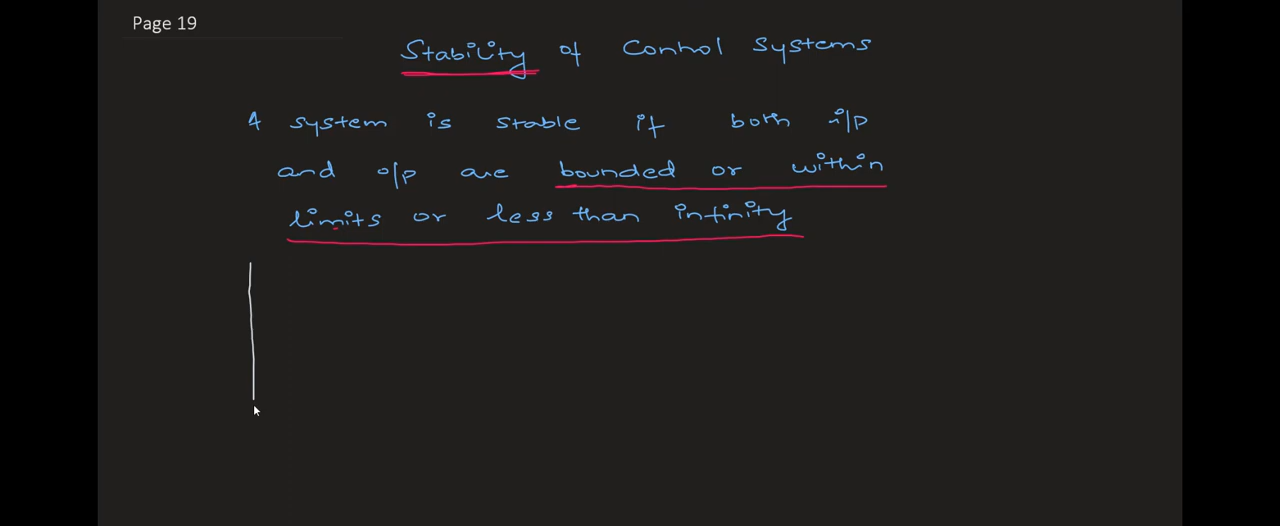 Page 19
Stability of Control Systems
A system is stable if both i/p
and o/p are bounded or within
limits or less than infinity